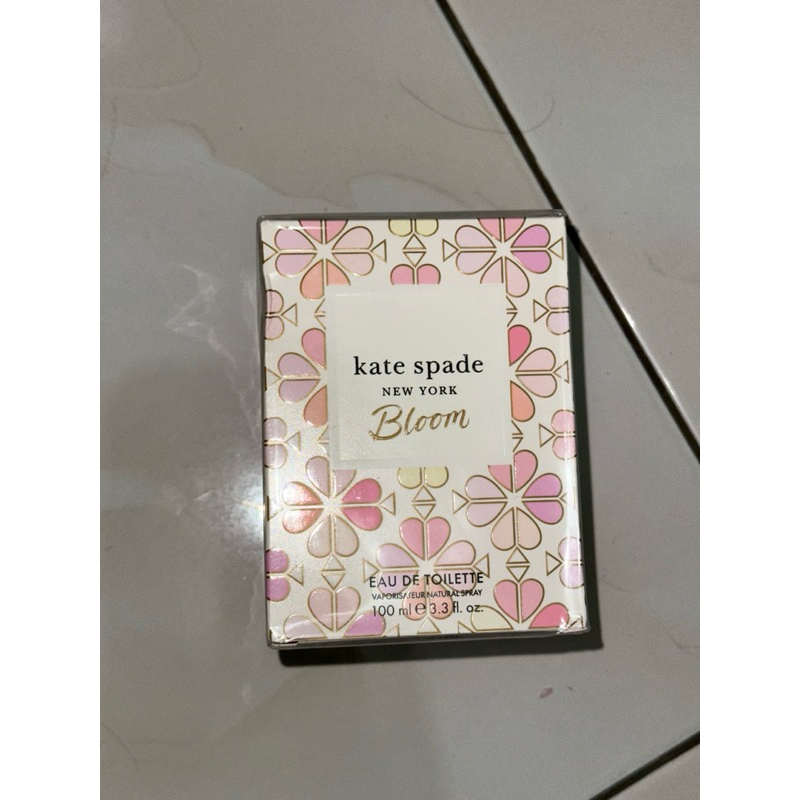 kate spade
NEW YORK
Bloom
EAU DE TOILETTE
VAPORISATEUR NATURAL SPRAY
100 ml e 3.3 fl. oz.